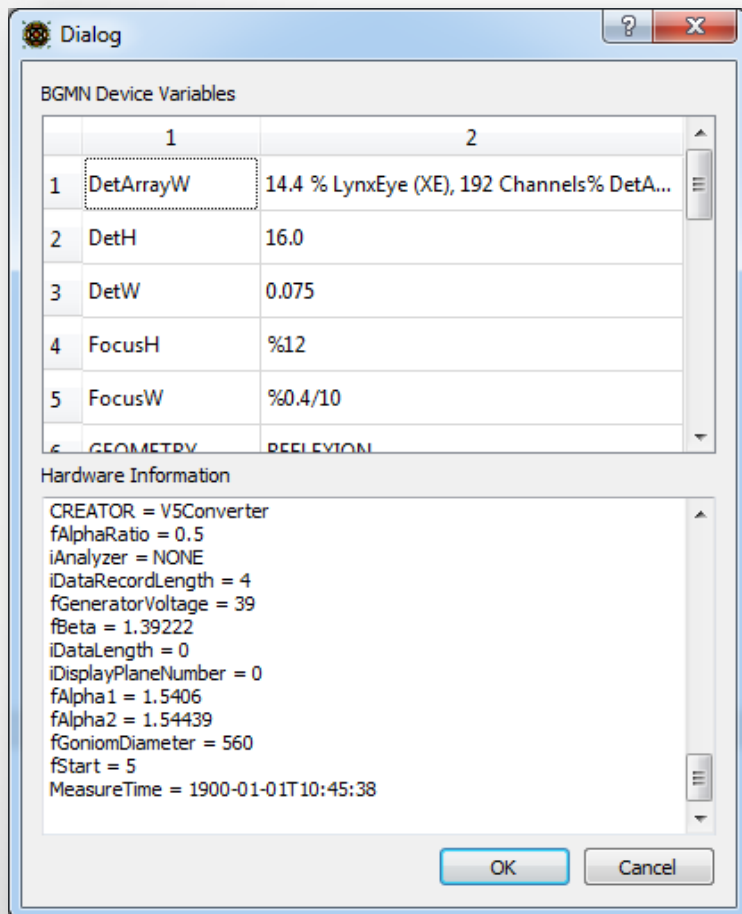 Dialog
? X
BGMN Device Variables
1 2
1 DetArrayW 14.4 % LynxEye (XE), 192 Channels% DetA...
2 DetH 16.0
3 DetW 0.075
4 FocusH %12
5 FocusW %0.4/10
6 GEOMETRY REFLEXION
Hardware Information
CREATOR = V5Converter
fAlphaRatio = 0.5
iAnalyzer = NONE
iDataRecordLength = 4
fGeneratorVoltage = 39
fBeta = 1.39222
iDataLength = 0
iDisplayPlaneNumber = 0
fAlpha1 = 1.5406
fAlpha2 = 1.54439
fGoniomDiameter = 560
fStart = 5
MeasureTime = 1900-01-01T10:45:38
OK Cancel